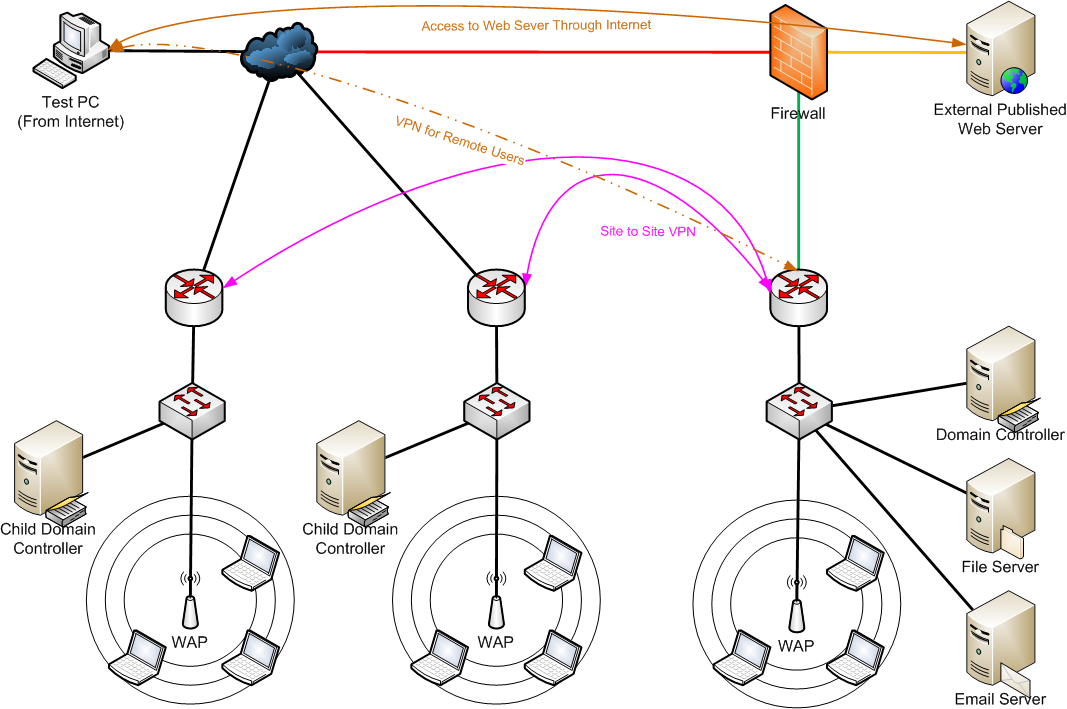 Access to Web Sever Through Internet
Test PC
(From Internet)
Firewall
External Published
Web Server
VPN for Remote Users
Site to Site VPN
Domain Controller
Child Domain
Controller
Child Domain
Controller
File Server
WAP
WAP
WAP
Email Server